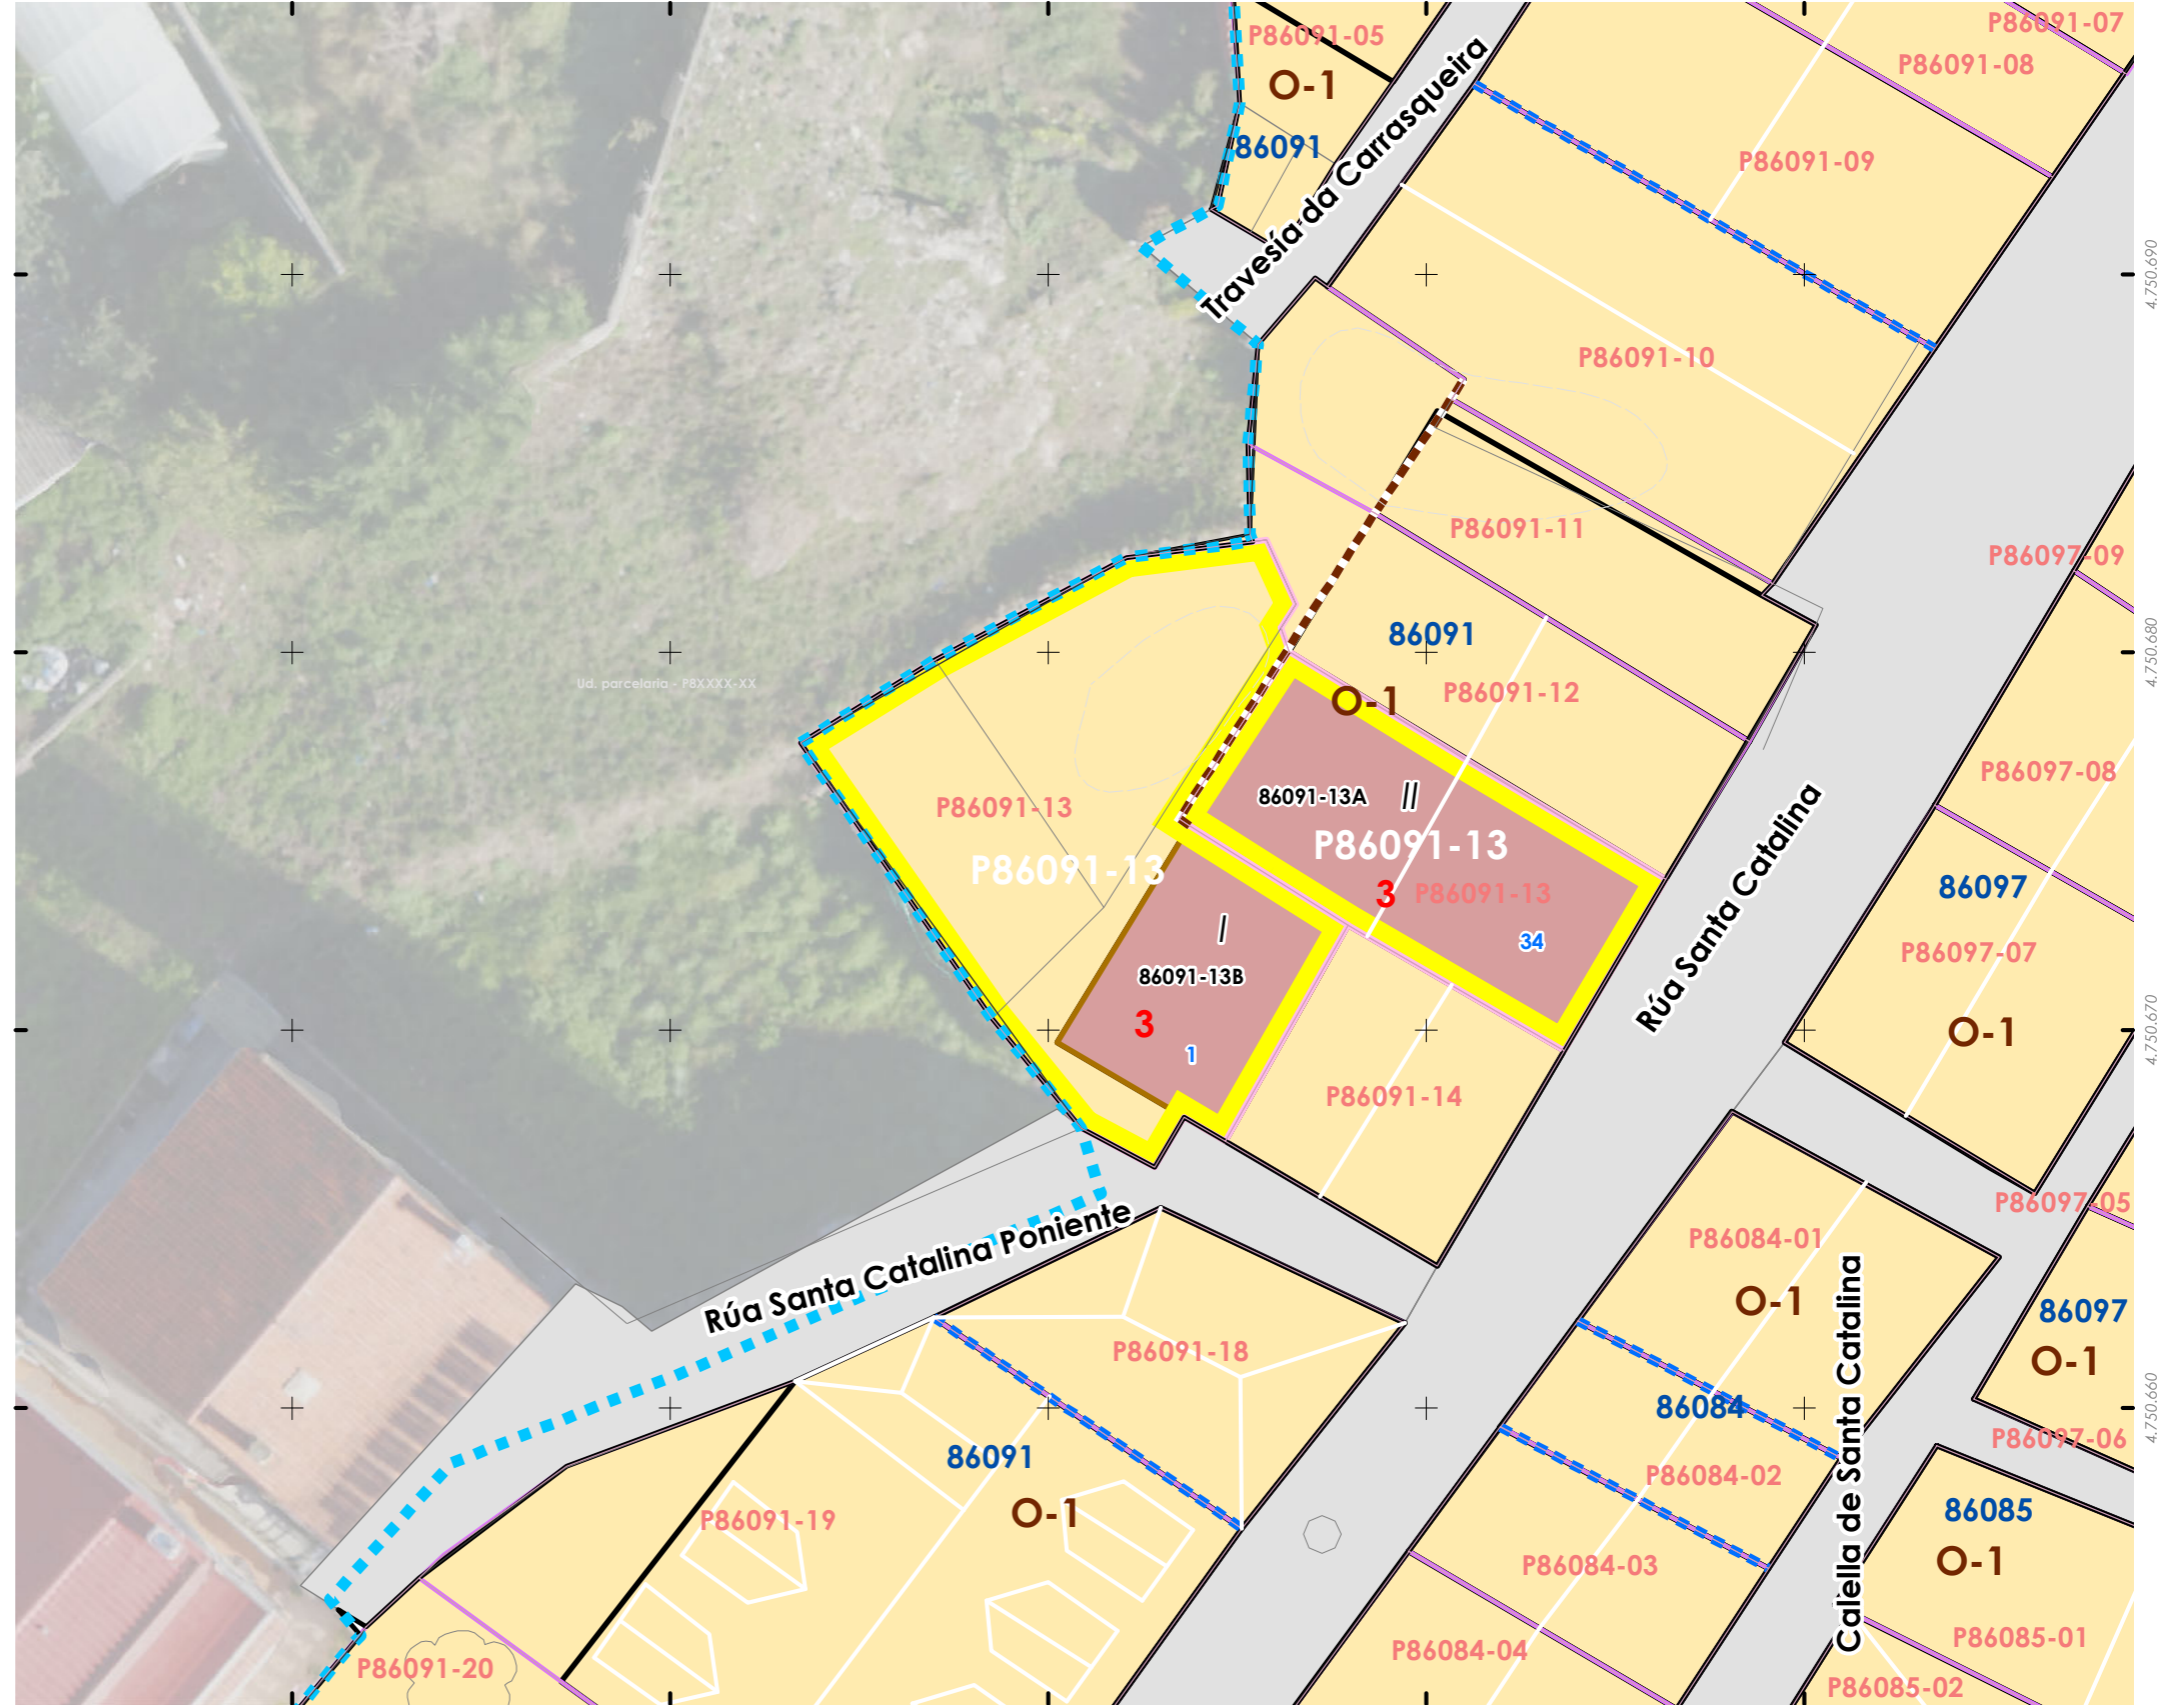 P86091-07
P86091-05
P86091-08
O-1
86091
Travesía da Carrasqueira
P86091-09
4.750.690
P86091-10
P86091-11
P86097-09
86091
4.750.680
Ud. parcelaria - P8XXXX-XX
P86091-12
O-1
P86097-08
86091-13A
II
P86091-13
P86091-13
P86091-13
3
P86091-13
86097
Rúa Santa Catalina
I
34
P86097-07
86091-13B
3
1
O-1
4.750.670
P86091-14
P86097-05
Rúa Santa Catalina Poniente
P86084-01
O-1
86097
O-1
P86091-18
4.750.660
86084
P86097-06
86091
P86084-02
Calella de Santa Catalina
O-1
P86091-19
86085
O-1
P86084-03
P86085-01
P86084-04
P86091-20
P86085-02